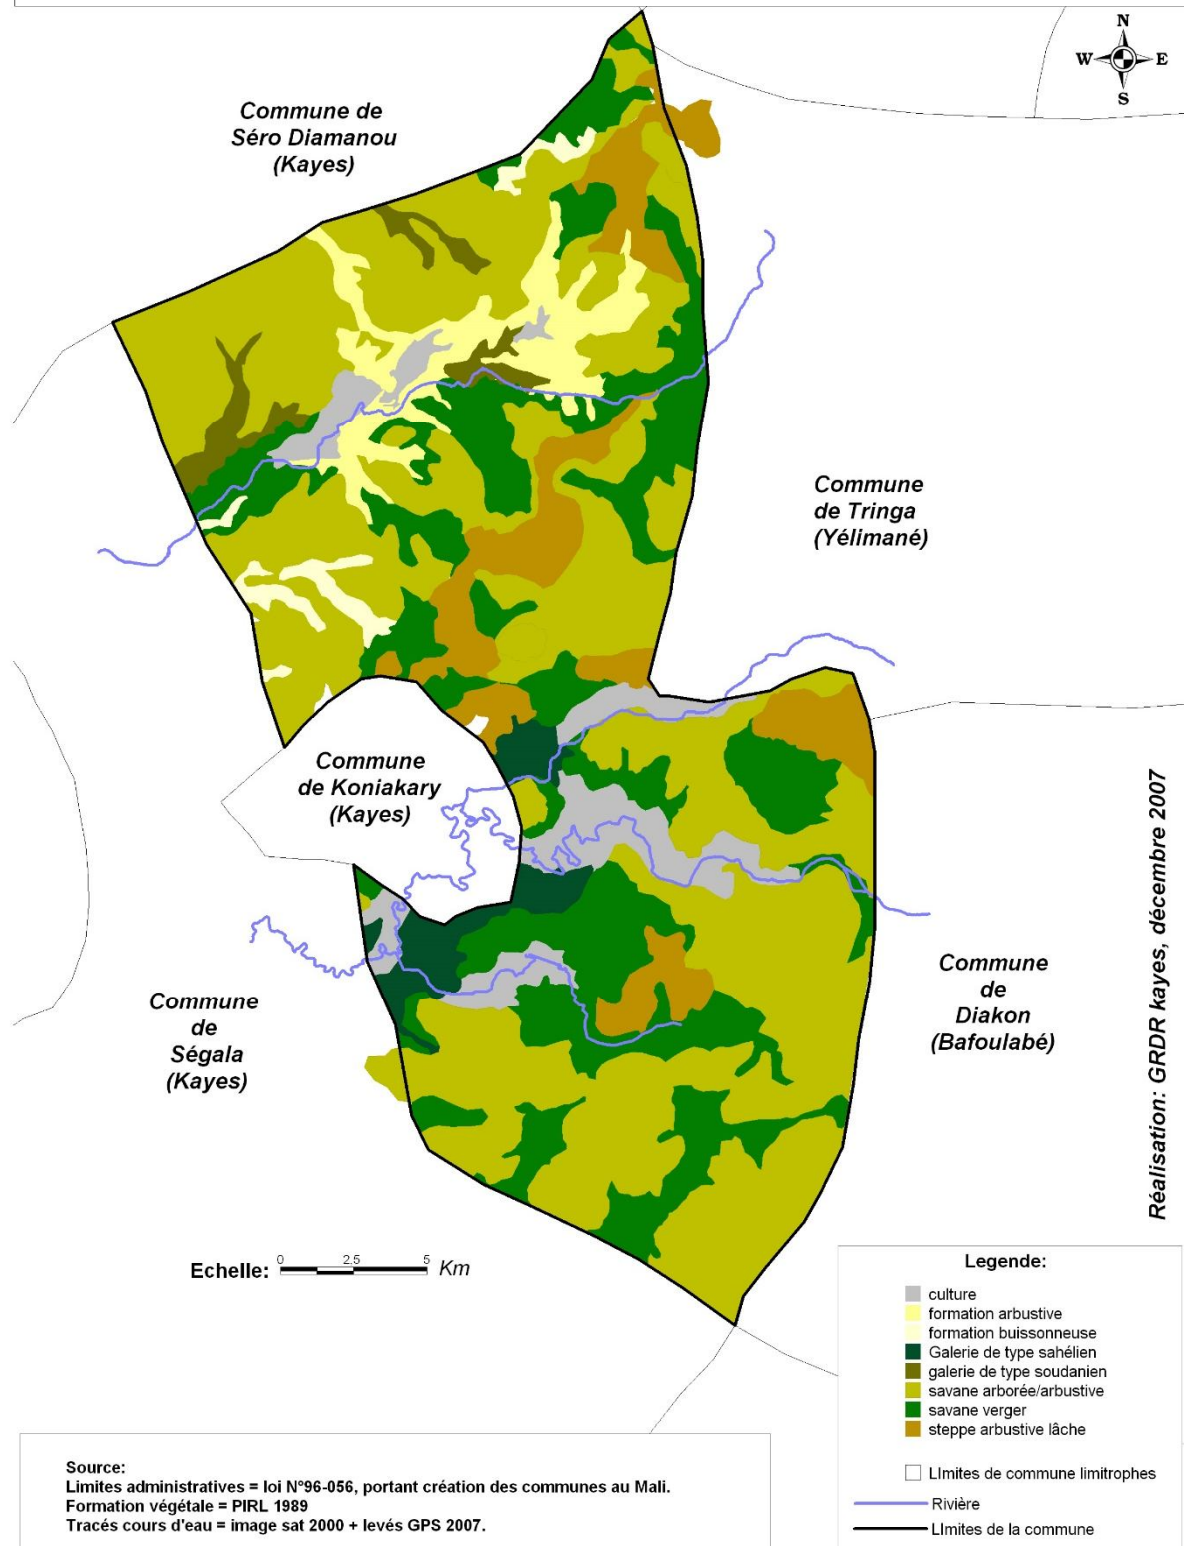 N
W
E
S
Commune de
Séro Diamanou
(Kayes)
Commune
de Tringa
(Yélimané)
Commune
de Koniakary
(Kayes)
Commune
de
Ségala
(Kayes)
Commune
de
Diakon
(Bafoulabé)
Réalisation: GRDR kayes, décembre 2007
Echelle: 0 2.5 5 Km
Legende:
culture
formation arbustive
formation buissonneuse
Galerie de type sahélien
galerie de type soudanien
savane arborée/arbustive
savane verger
steppe arbustive lâche
LImites de commune limitrophes
Rivière
LImites de la commune
Source:
Limites administratives = loi N°96-056, portant création des communes au Mali.
Formation végétale = PIRL 1989
Tracés cours d'eau = image sat 2000 + levés GPS 2007.